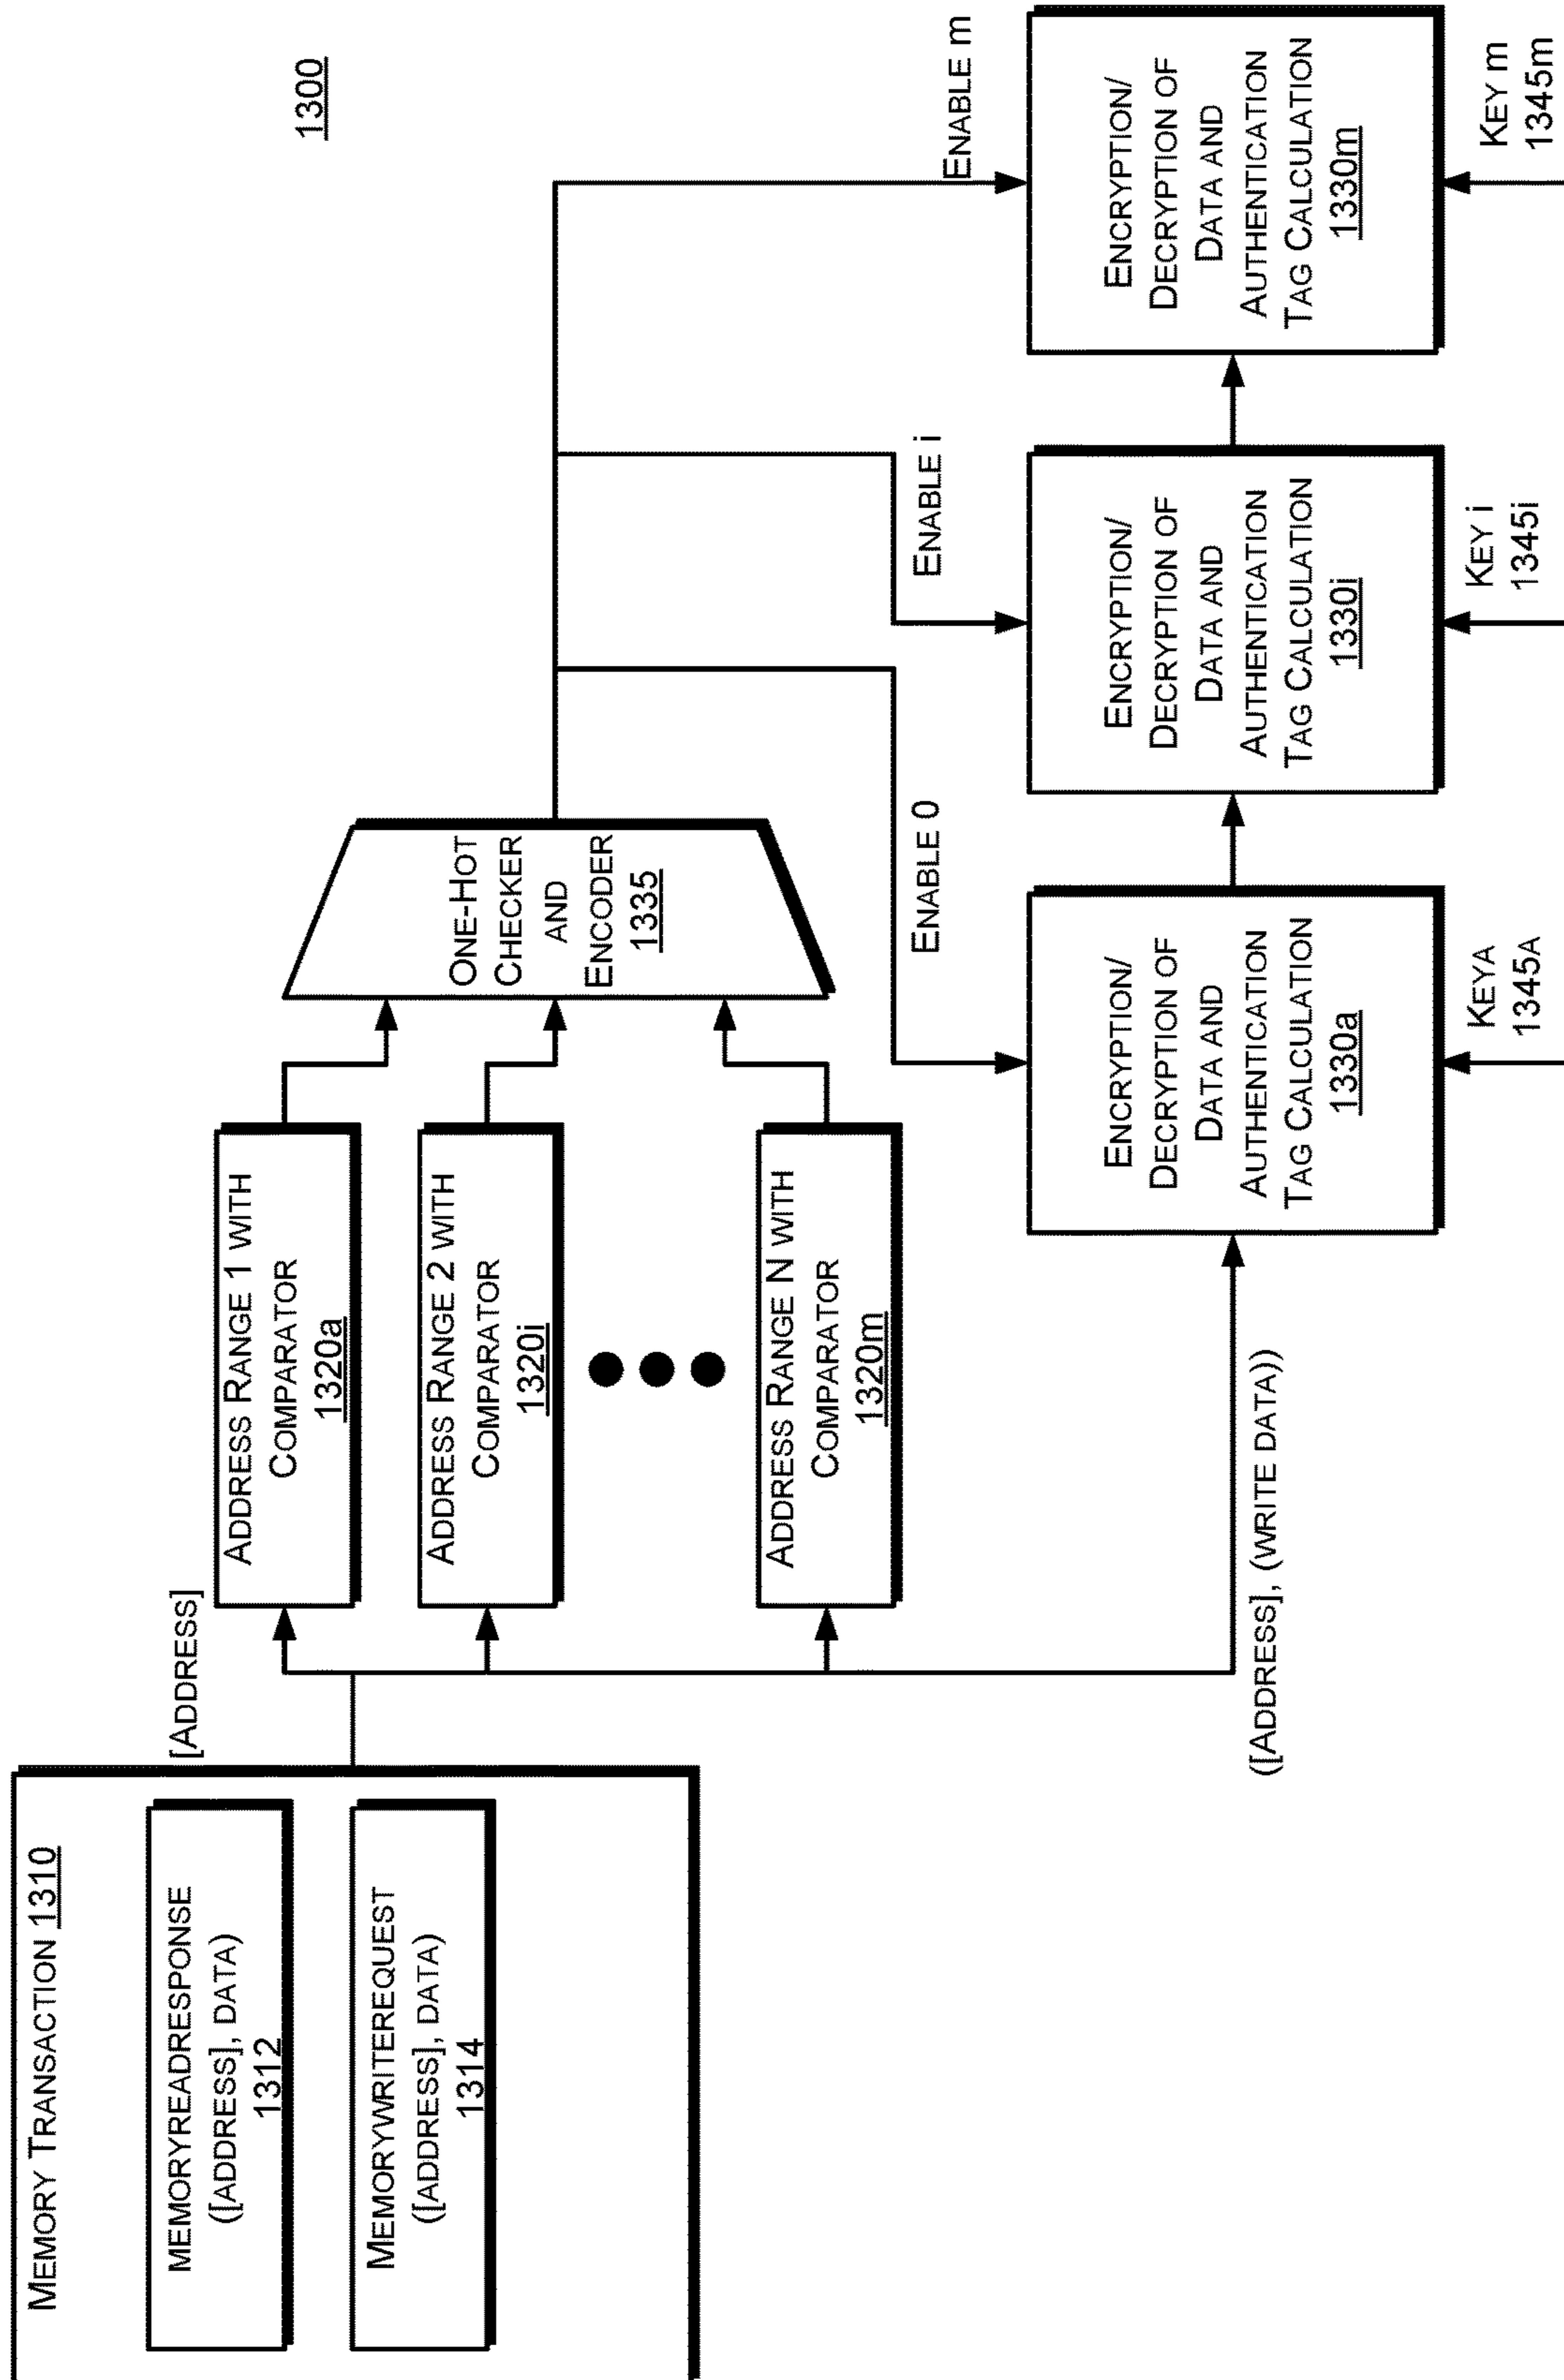 1300
MEMORY TRANSACTION 1310
MEMORYREADRESPONSE
([ADDRESS], DATA)
1312
MEMORYWRITEREQUEST
([ADDRESS], DATA)
1314
[ADDRESS]
ADDRESS RANGE 1 WITH
COMPARATOR
1320a
ADDRESS RANGE 2 WITH
COMPARATOR
1320i
ADDRESS RANGE N WITH
COMPARATOR
1320m
ONE-HOT
CHECKER
AND
ENCODER
1335
ENABLE 0
ENABLE i
ENABLE m
([ADDRESS], (WRITE DATA))
ENCRYPTION/
DECRYPTION OF
DATA AND
AUTHENTICATION
TAG CALCULATION
1330a
ENCRYPTION/
DECRYPTION OF
DATA AND
AUTHENTICATION
TAG CALCULATION
1330i
ENCRYPTION/
DECRYPTION OF
DATA AND
AUTHENTICATION
TAG CALCULATION
1330m
KEYA
1345A
KEY i
1345i
KEY m
1345m